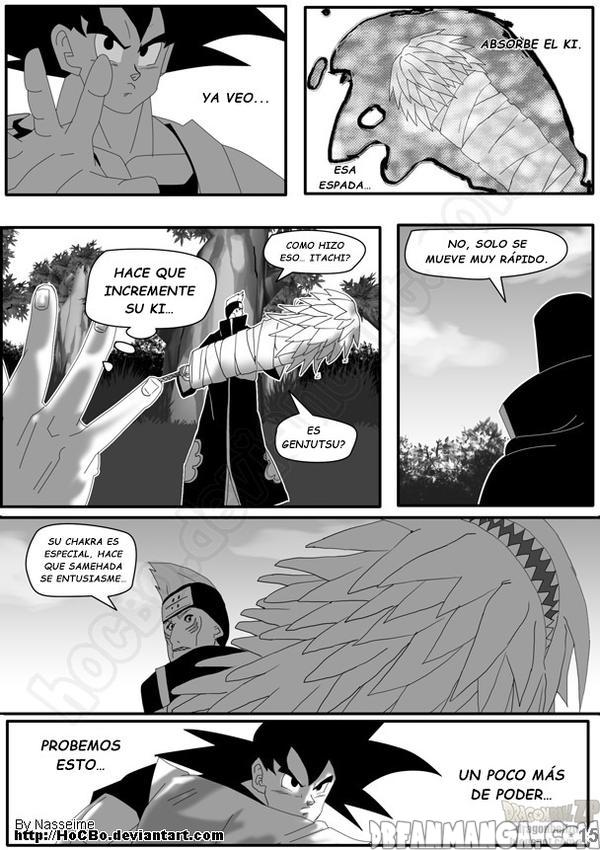 YA VEO...
ABSORBE EL KI.
ESA
ESPADA...
HACE QUE
INCREMENTE
SU KI...
COMO HIZO
ESO... ITACHI?
ES
GENJUTSU?
NO, SOLO SE
MUEVE MUY RÁPIDO.
SU CHAKRA ES
ESPECIAL, HACE
QUE SAMEHADA
SE ENTUSIASME...
PROBEMOS
ESTO...
UN POCO MÁS
DE PODER...
By Nasseime
http://HoCBo.deviantart.com
15